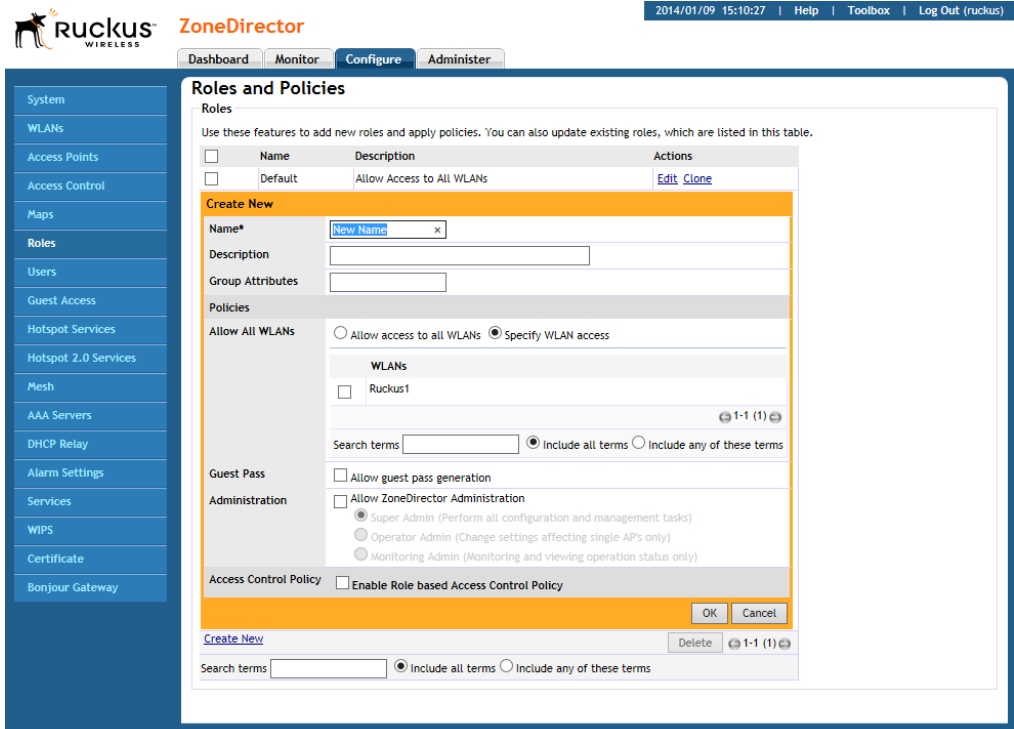 2014/01/09 15:10:27 | Help | Toolbox | Log Out (ruckus)
Ruckus WIRELESS
ZoneDirector
Dashboard Monitor Configure Administer
System
WLANs
Access Points
Access Control
Maps
Roles
Users
Guest Access
Hotspot Services
Hotspot 2.0 Services
Mesh
AAA Servers
DHCP Relay
Alarm Settings
Services
WIPS
Certificate
Bonjour Gateway
Roles and Policies
Roles
Use these features to add new roles and apply policies. You can also update existing roles, which are listed in this table.
Name Description Actions
Default Allow Access to All WLANs Edit Clone
Create New
Name* New Name ×
Description
Group Attributes
Policies
Allow All WLANs Allow access to all WLANs Specify WLAN access
WLANs
Ruckus1
1-1 (1)
Search terms Include all terms Include any of these terms
Guest Pass Allow guest pass generation
Administration Allow ZoneDirector Administration
Super Admin (Perform all configuration and management tasks)
Operator Admin (Change settings affecting single AP's only)
Monitoring Admin (Monitoring and viewing operation status only)
Access Control Policy Enable Role based Access Control Policy
OK Cancel
Create New Delete 1-1 (1)
Search terms Include all terms Include any of these terms